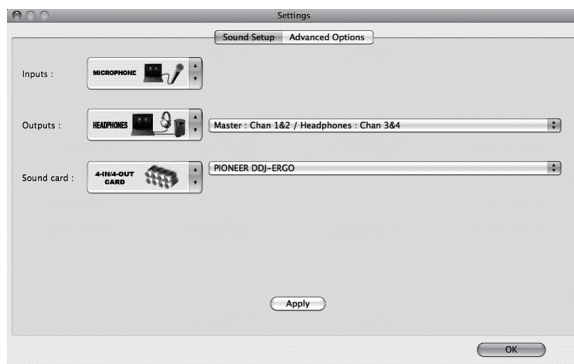 Settings
Sound Setup Advanced Options
Inputs : MICROPHONE
Outputs : HEADPHONES Master : Chan 1&2 / Headphones : Chan 3&4
Sound card : 4-IN/4-OUT CARD PIONEER DDJ-ERGO
Apply
OK